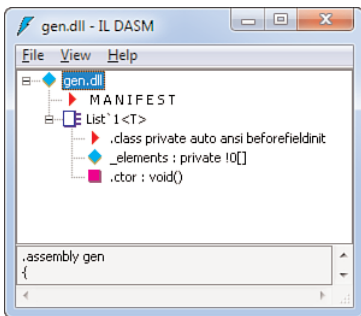 gen.dll - IL DASM
File View Help
gen.dll
MANIFEST
List`1<T>
.class private auto ansi beforefieldinit
_elements : private !0[]
.ctor : void()
.assembly gen
{